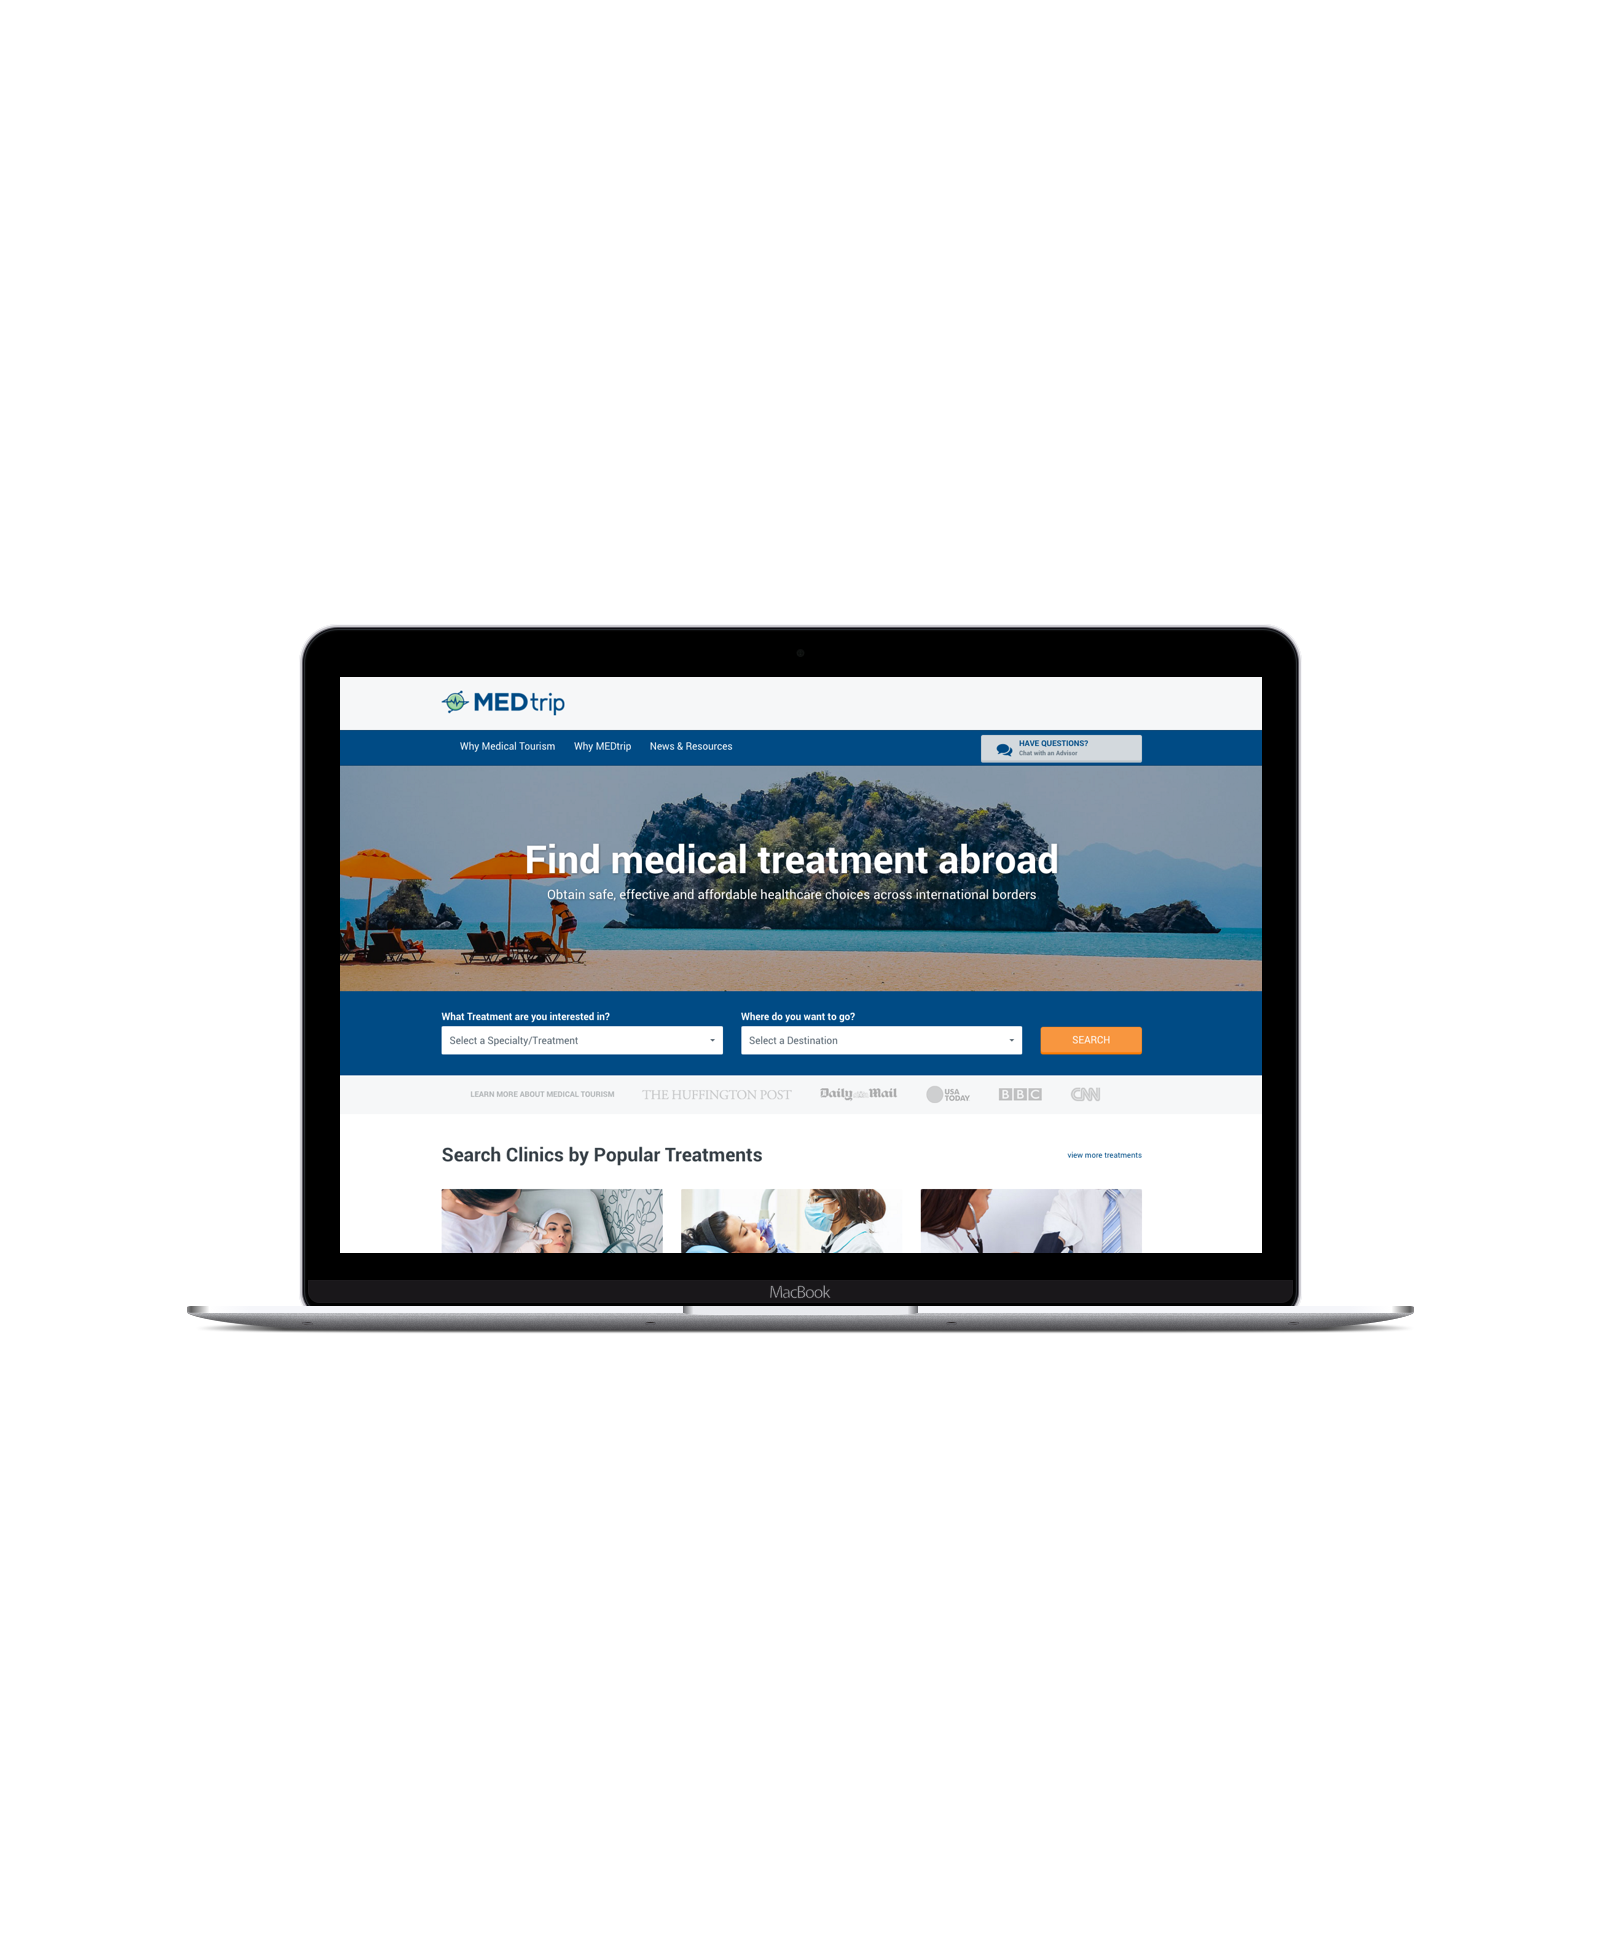 MEDtrip
Why Medical Tourism Why MEDtrip News & Resources
HAVE QUESTIONS?
Chat with an Advisor
Find medical treatment abroad
Obtain safe, effective and affordable healthcare choices across international borders
What Treatment are you interested in? Where do you want to go?
Select a Specialty/Treatment Select a Destination SEARCH
LEARN MORE ABOUT MEDICAL TOURISM THE HUFFINGTON POST Daily Mail USA TODAY BBC CNN
Search Clinics by Popular Treatments view more treatments
MacBook